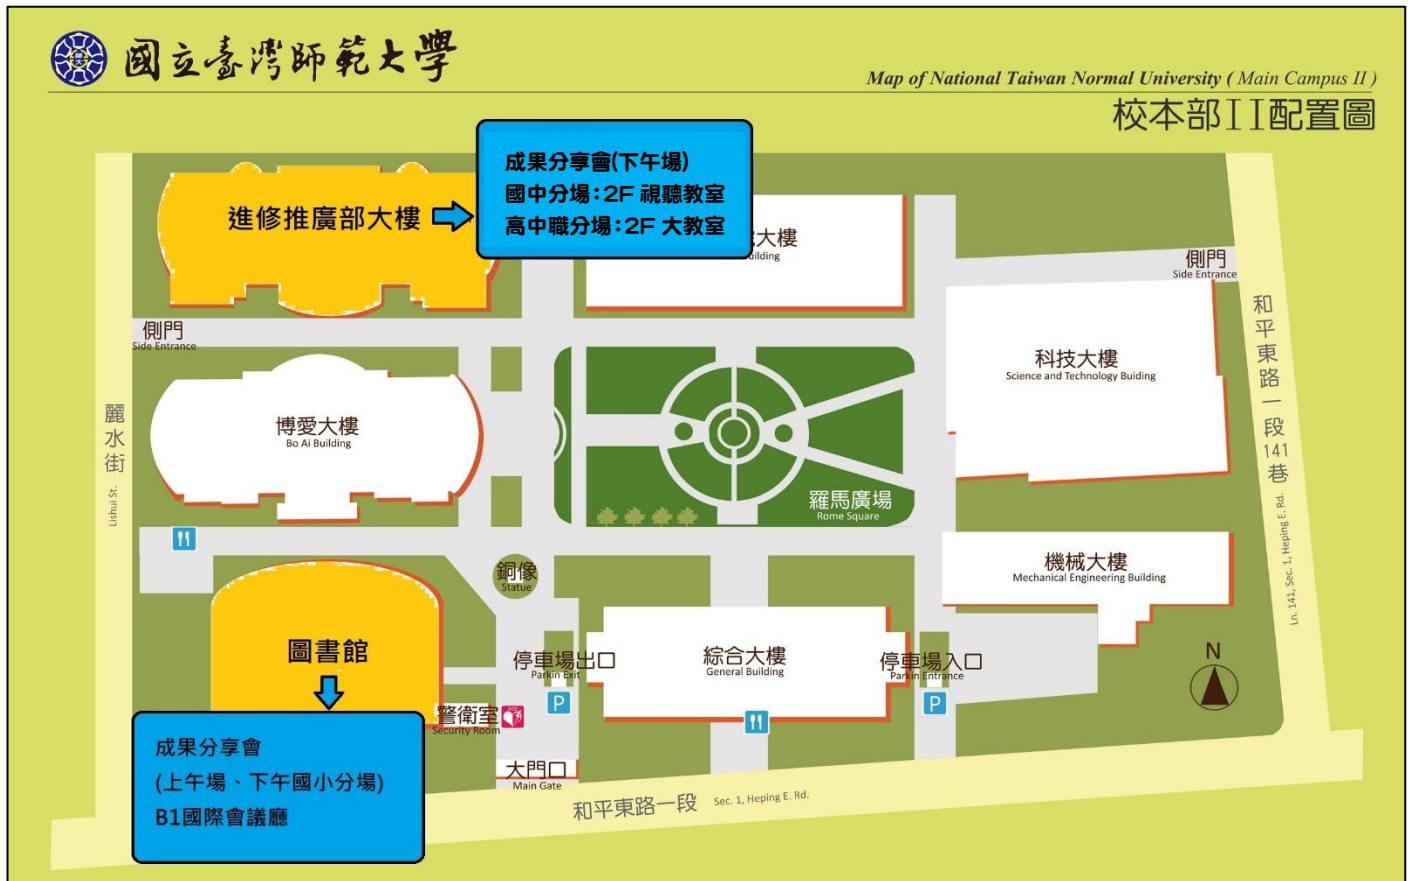 國立臺灣師範大學
Map of National Taiwan Normal University ( Main Campus II )
校本部II配置圖
成果分享會(下午場)
國中分場：2F 視聽教室
高中職分場：2F 大教室
進修推廣部大樓
大樓
uilding
側門
Side Entrance
側門
Side Entrance
和平東路一段141巷
Ln. 141, Sec. 1, Heping E. Rd.
科技大樓
Science and Technology Buiding
麗水街
Lishui St.
博愛大樓
Bo Ai Building
羅馬廣場
Rome Square
機械大樓
Mechanical Engineering Building
銅像
Statue
圖書館
停車場出口
Parkin Exit
P
綜合大樓
General Building
停車場入口
Parkin Entrance
P
N
警衛室
Security Room
成果分享會
(上午場、下午國小分場)
B1國際會議廳
大門口
Main Gate
和平東路一段 Sec. 1, Heping E. Rd.